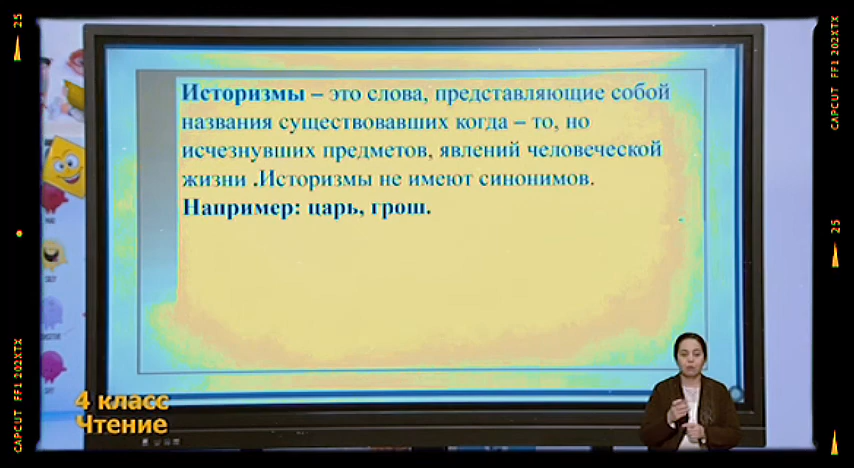 Историзмы – это слова, представляющие собой
названия существовавших когда – то, но
исчезнувших предметов, явлений человеческой
жизни .Историзмы не имеют синонимов.
Например: царь, грош.
4 класс
Чтение
25
CAPCUT FF1 202XTX
CAPCUT FF1 202XTX
25